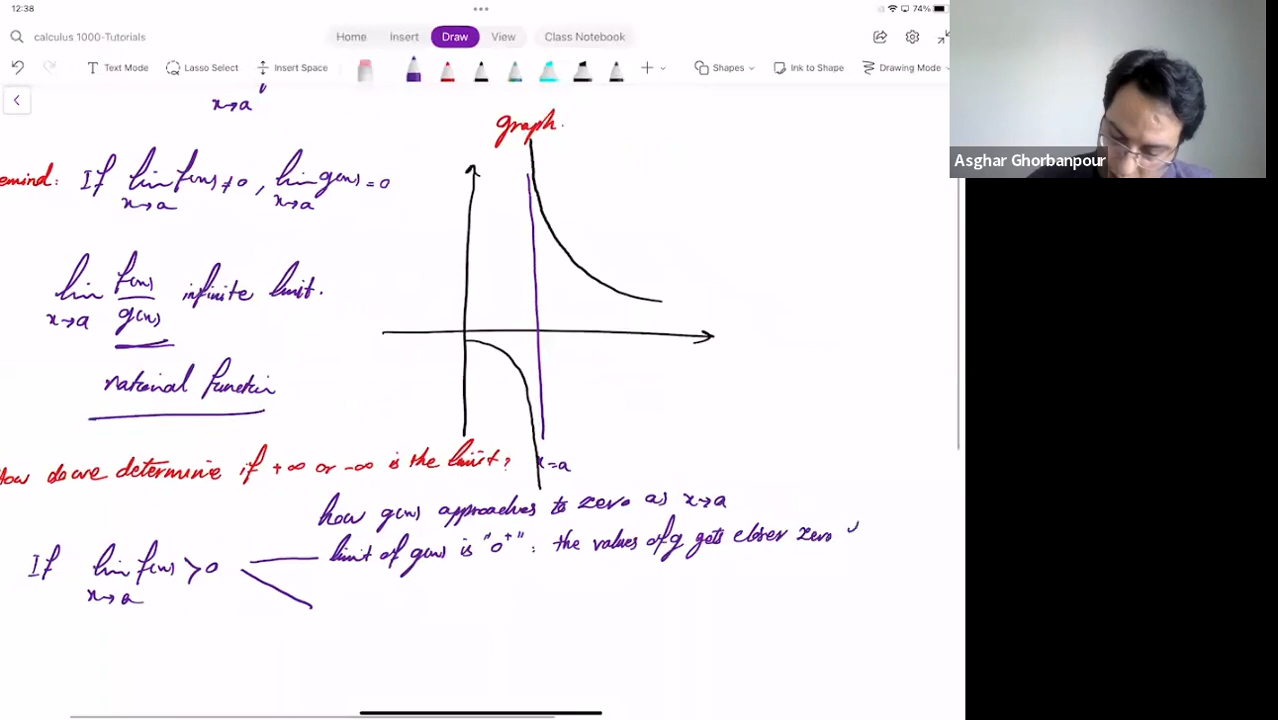 12:38
74%
calculus 1000-Tutorials
Home Insert Draw View Class Notebook
Text Mode Lasso Select Insert Space Shapes Ink to Shape Drawing Mode
x→a
graph.
Asghar Ghorbanpour
emind: If lim f(x) ≠ 0, lim g(x) = 0
x→a x→a
lim f(x)/g(x) infinite limit.
x→a
rational function
How do we determine if +∞ or -∞ is the limit?
x=a
how g(x) approaches to zero as x→a
limit of g(x) is "0⁺": the values of g gets closer zero
If lim f(x) > 0
x→a